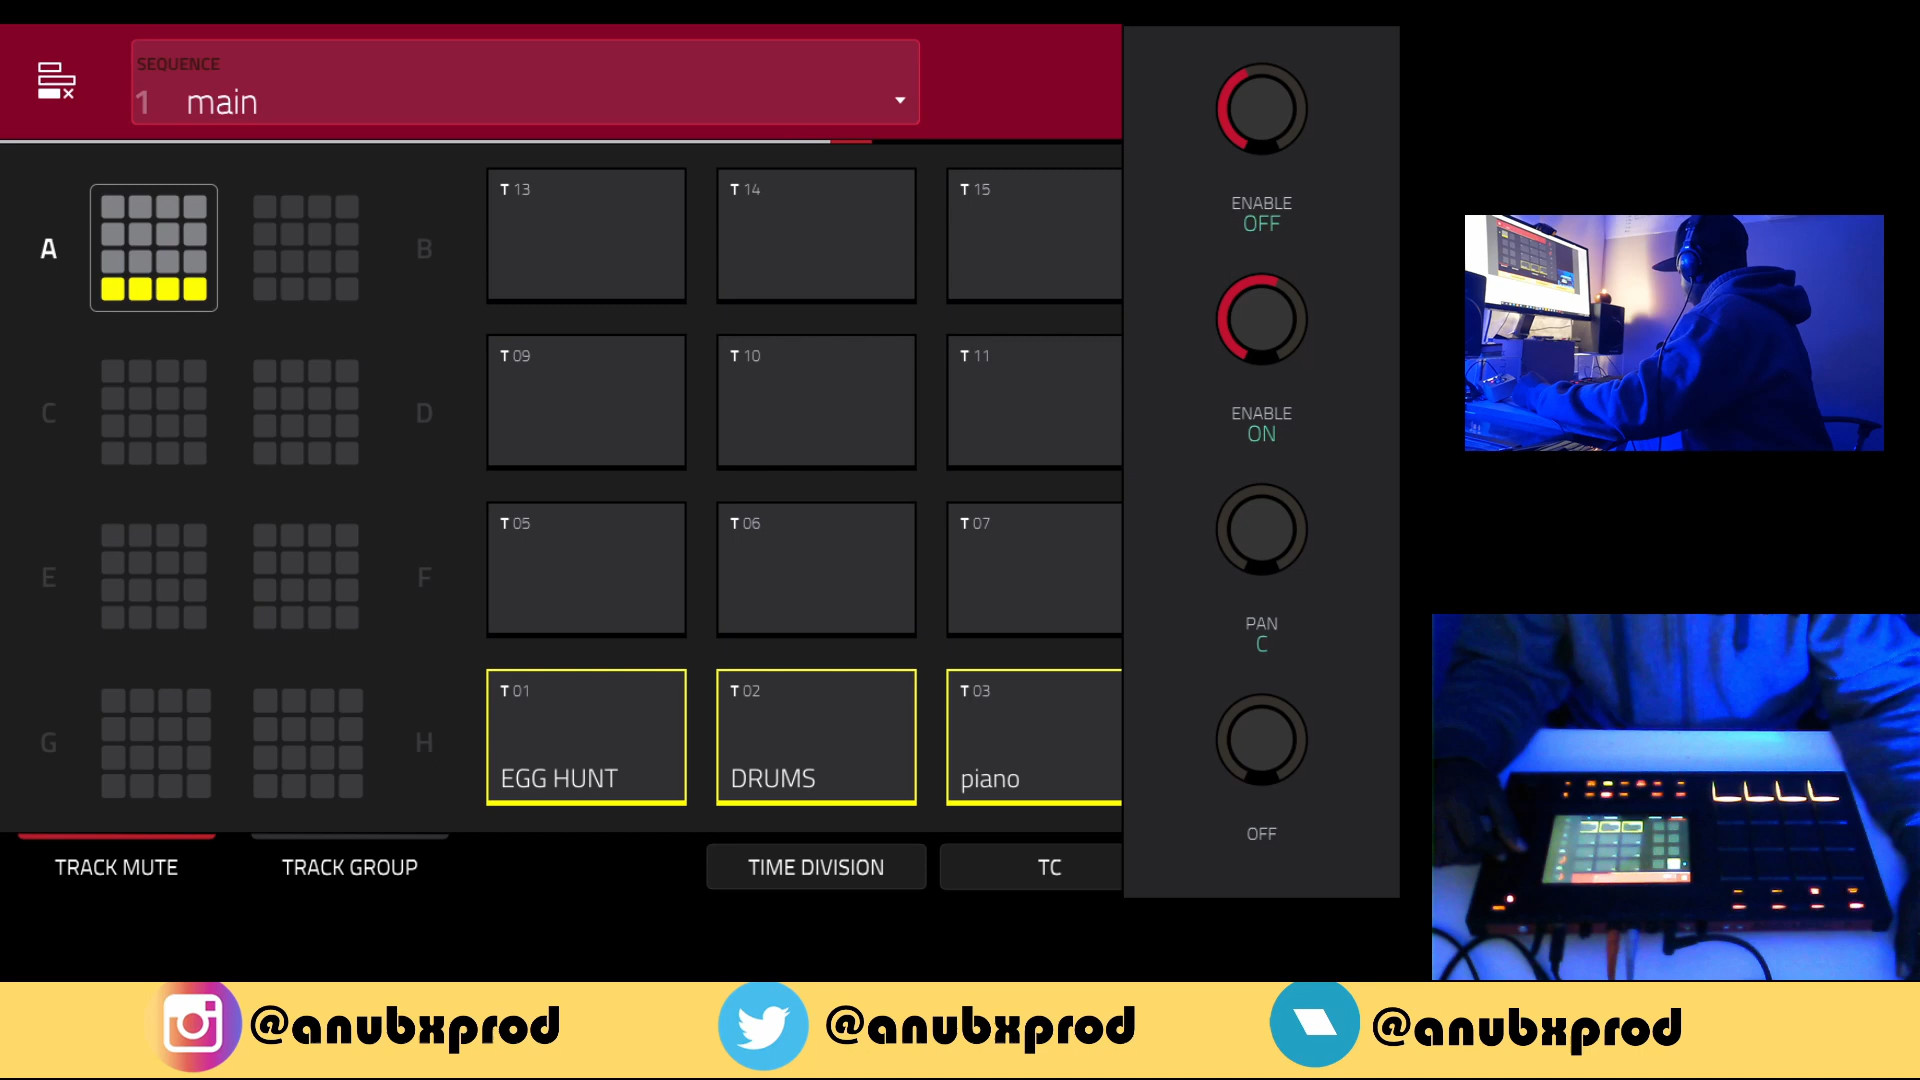 SEQUENCE
1 main
A
B
C
D
E
F
G
H
T 13
T 14
T 15
T 09
T 10
T 11
T 05
T 06
T 07
T 01
T 02
T 03
EGG HUNT
DRUMS
piano
ENABLE
OFF
ENABLE
ON
PAN
C
OFF
TRACK MUTE
TRACK GROUP
TIME DIVISION
TC
@anubxprod
@anubxprod
@anubxprod